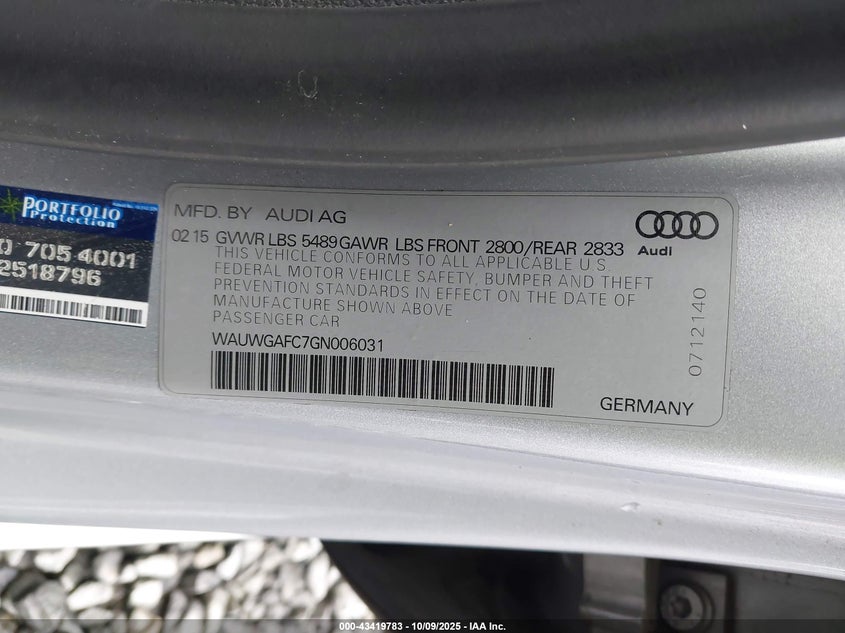 PORTFOLIO
Protection
0 705 4001
2518796
MFD. BY AUDI AG
02 15 GVWR LBS 5489 GAWR LBS FRONT 2800/REAR 2833
THIS VEHICLE CONFORMS TO ALL APPLICABLE U.S.
FEDERAL MOTOR VEHICLE SAFETY, BUMPER AND THEFT
PREVENTION STANDARDS IN EFFECT ON THE DATE OF
MANUFACTURE SHOWN ABOVE
PASSENGER CAR
WAUWGAFC7GN006031
Audi
0712140
GERMANY
000-43419783 - 10/09/2025 - IAA Inc.